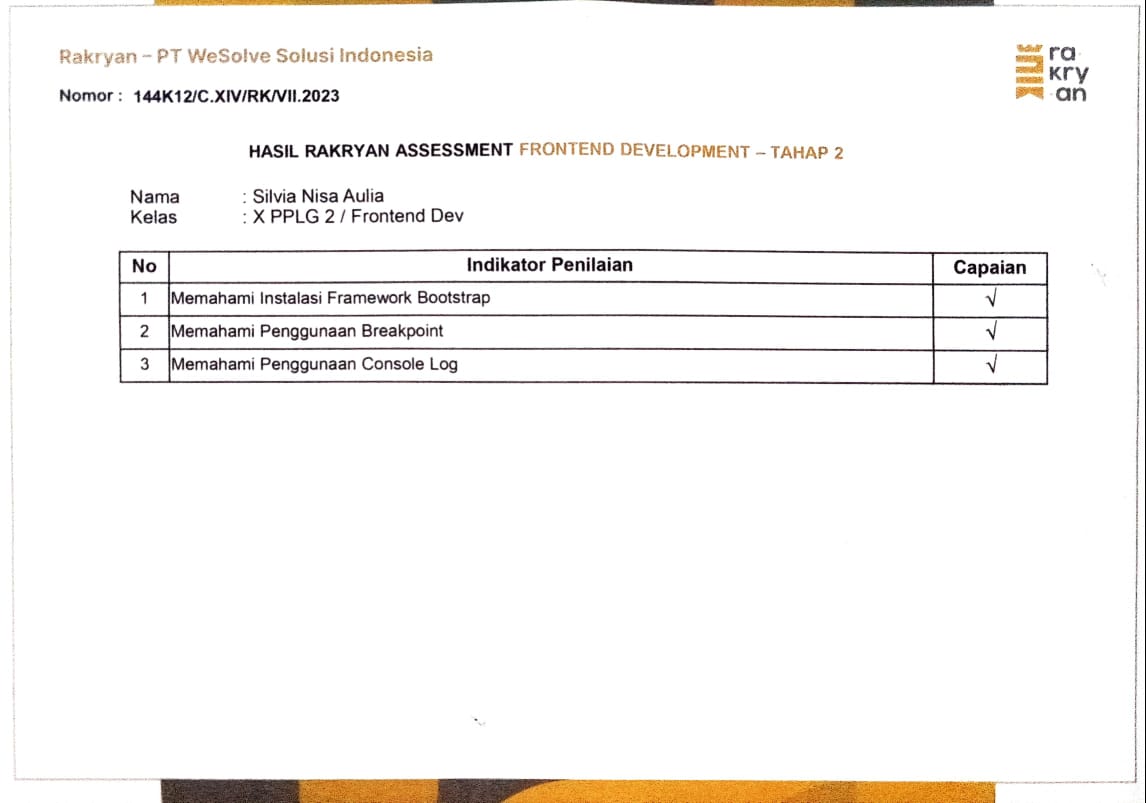 Rakryan – PT WeSolve Solusi Indonesia
ra
kry
an
Nomor : 144K12/C.XIV/RK/VII.2023
HASIL RAKRYAN ASSESSMENT FRONTEND DEVELOPMENT – TAHAP 2
Nama : Silvia Nisa Aulia
Kelas : X PPLG 2 / Frontend Dev
No Indikator Penilaian Capaian
1 Memahami Instalasi Framework Bootstrap √
2 Memahami Penggunaan Breakpoint √
3 Memahami Penggunaan Console Log √